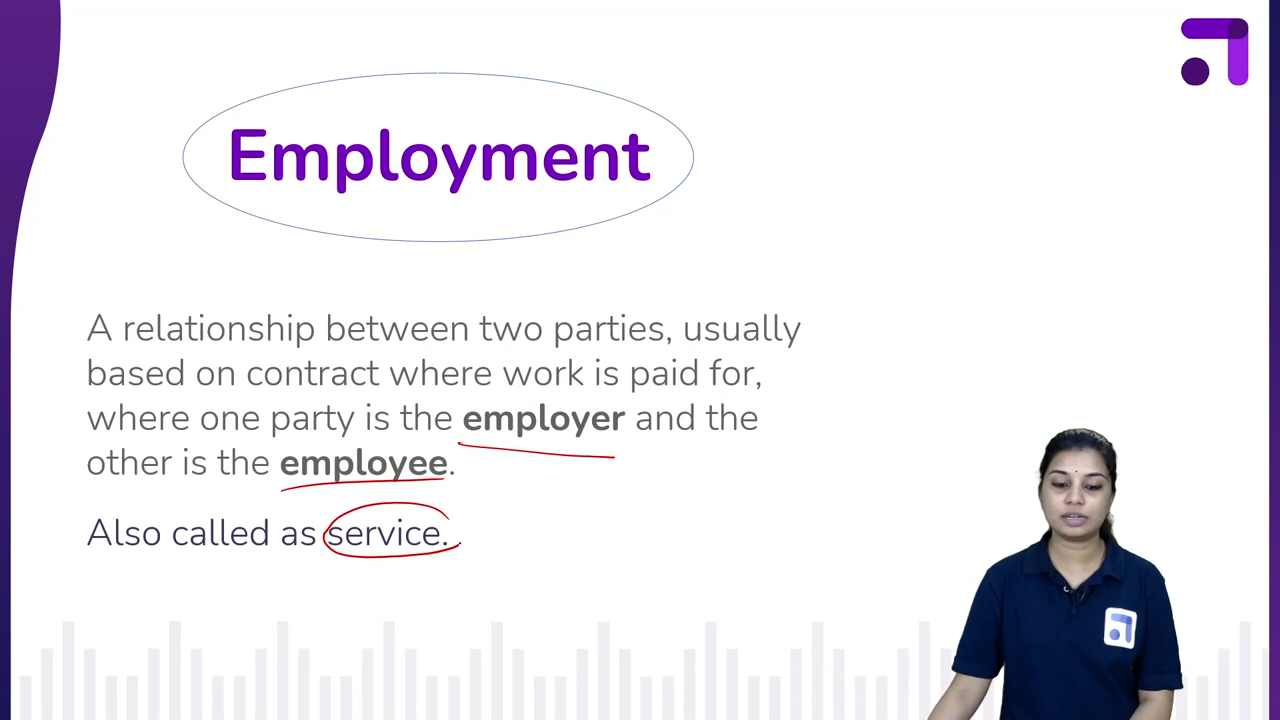 Employment
A relationship between two parties, usually
based on contract where work is paid for,
where one party is the employer and the
other is the employee.
Also called as service.